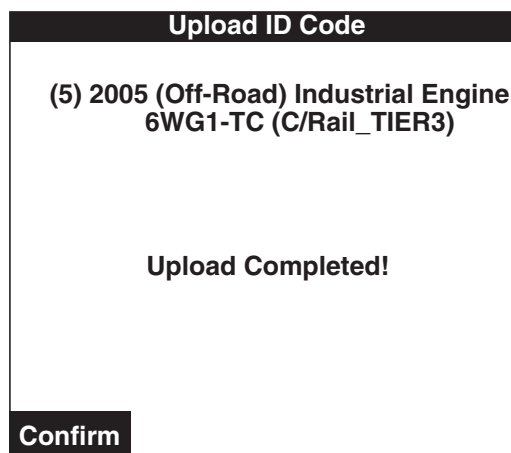 Upload ID Code
(5) 2005 (Off-Road) Industrial Engine
6WG1-TC (C/Rail_TIER3)
Upload Completed!
Confirm